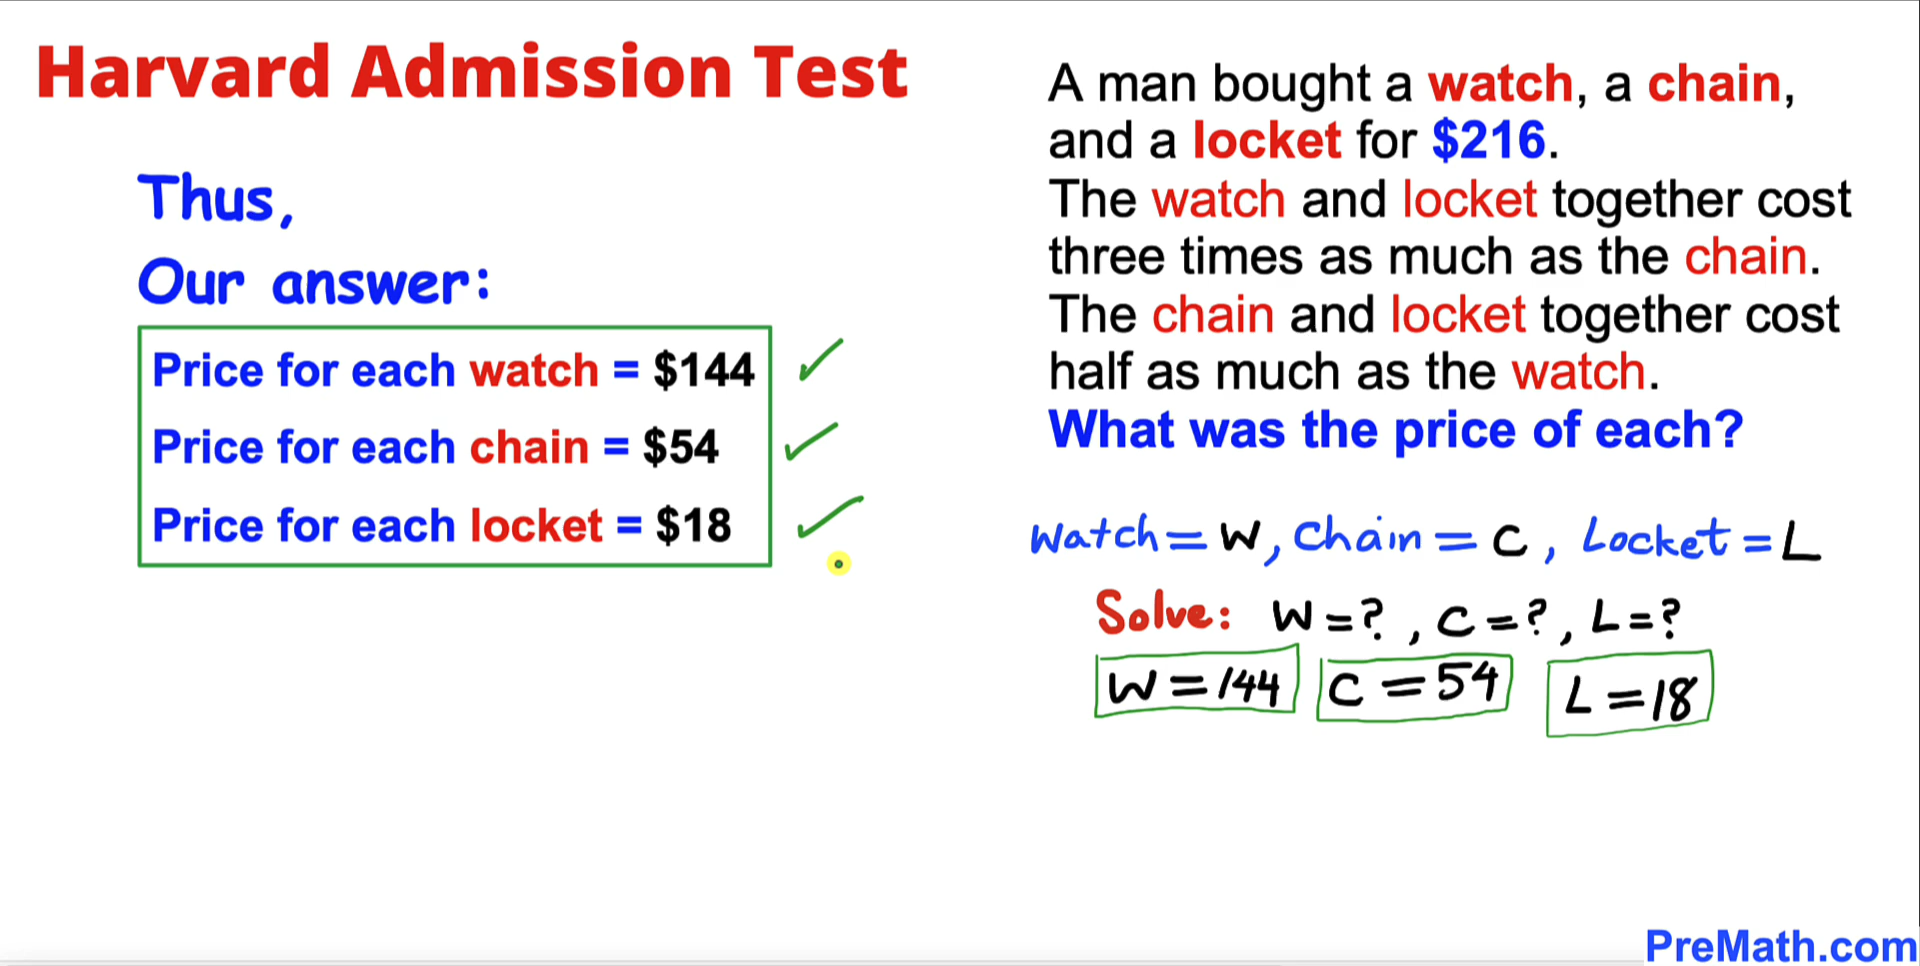 Harvard Admission Test
Thus,
Our answer:
Price for each watch = $144
Price for each chain = $54
Price for each locket = $18
A man bought a watch, a chain,
and a locket for $216.
The watch and locket together cost
three times as much as the chain.
The chain and locket together cost
half as much as the watch.
What was the price of each?
Watch = W, Chain = C, Locket = L
Solve: W = ?, C = ?, L = ?
W = 144 C = 54 L = 18
PreMath.com